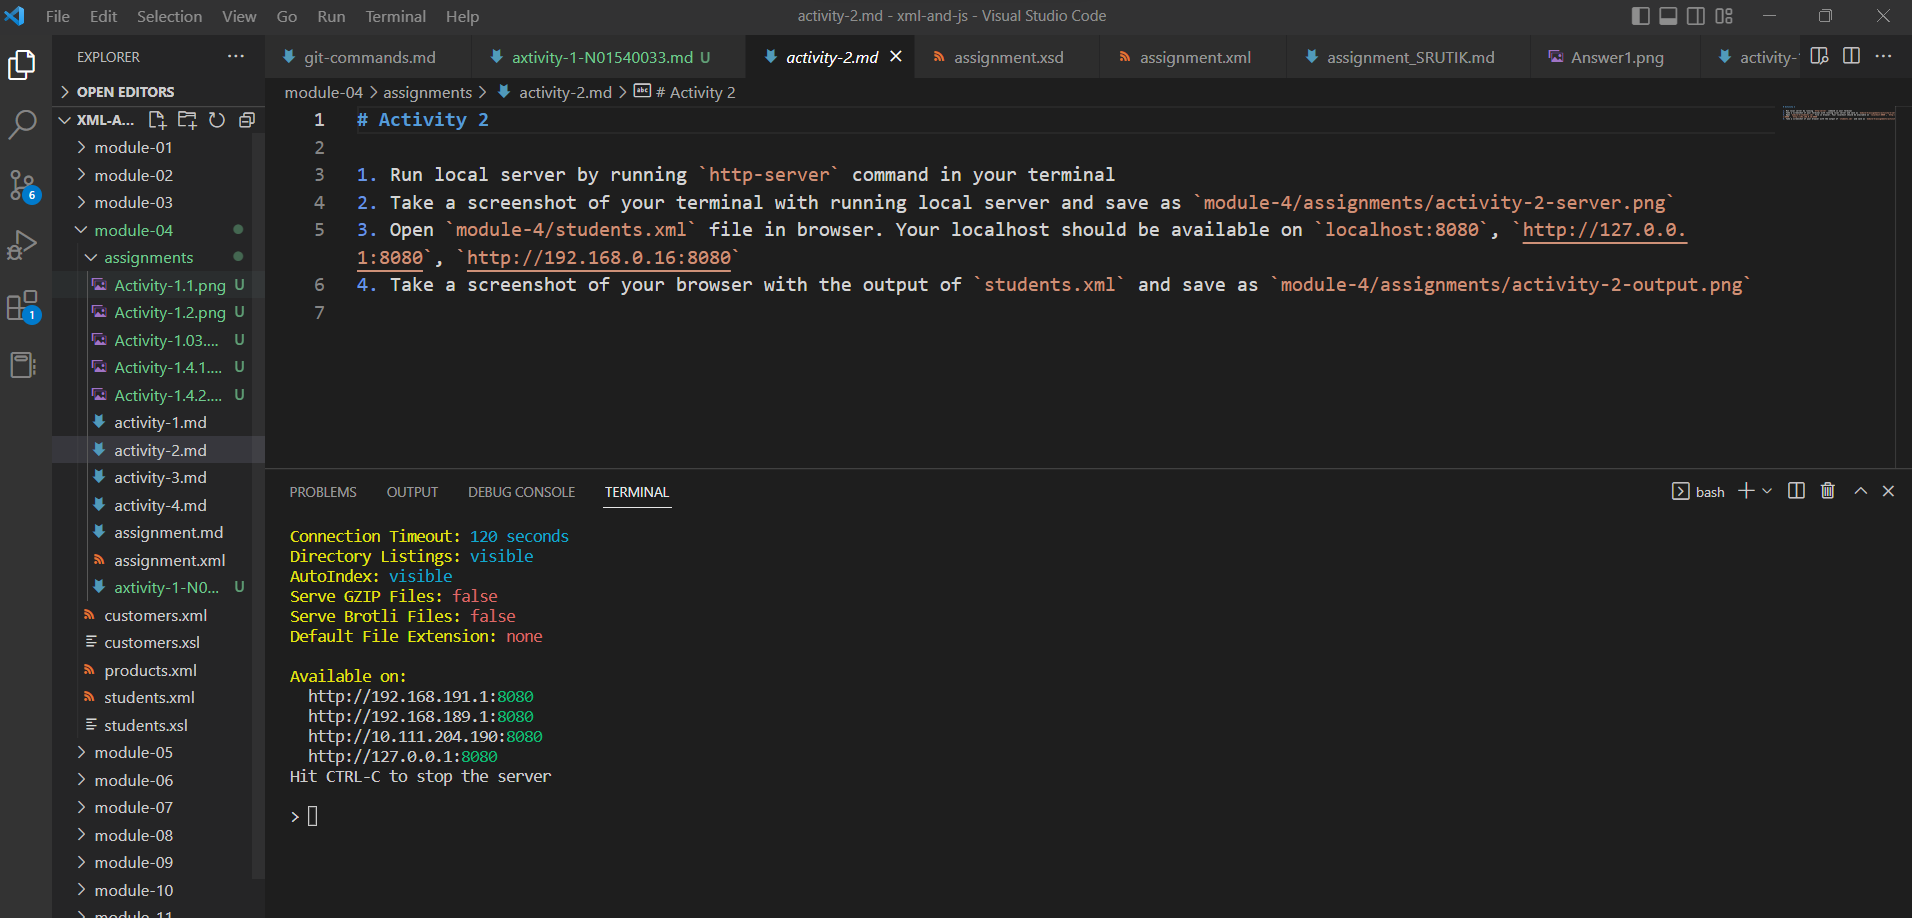 File Edit Selection View Go Run Terminal Help
activity-2.md - xml-and-js - Visual Studio Code
EXPLORER
git-commands.md
axtivity-1-N01540033.md U
activity-2.md
assignment.xsd
assignment.xml
assignment_SRUTIK.md
Answer1.png
activity-
OPEN EDITORS
XML-A...
module-01
module-02
module-03
module-04
assignments
Activity-1.1.png U
Activity-1.2.png U
Activity-1.03.... U
Activity-1.4.1.... U
Activity-1.4.2.... U
activity-1.md
activity-2.md
activity-3.md
activity-4.md
assignment.md
assignment.xml
axtivity-1-N0... U
customers.xml
customers.xsl
products.xml
students.xml
students.xsl
module-05
module-06
module-07
module-08
module-09
module-10
module-11
6
1
module-04 > assignments > activity-2.md > # Activity 2
1 # Activity 2
2
3 1. Run local server by running `http-server` command in your terminal
4 2. Take a screenshot of your terminal with running local server and save as `module-4/assignments/activity-2-server.png`
5 3. Open `module-4/students.xml` file in browser. Your localhost should be available on `localhost:8080`, `http://127.0.0.
1:8080`, `http://192.168.0.16:8080`
6 4. Take a screenshot of your browser with the output of `students.xml` and save as `module-4/assignments/activity-2-output.png`
7
PROBLEMS OUTPUT DEBUG CONSOLE TERMINAL
bash
Connection Timeout: 120 seconds
Directory Listings: visible
AutoIndex: visible
Serve GZIP Files: false
Serve Brotli Files: false
Default File Extension: none
Available on:
http://192.168.191.1:8080
http://192.168.189.1:8080
http://10.111.204.190:8080
http://127.0.0.1:8080
Hit CTRL-C to stop the server
>